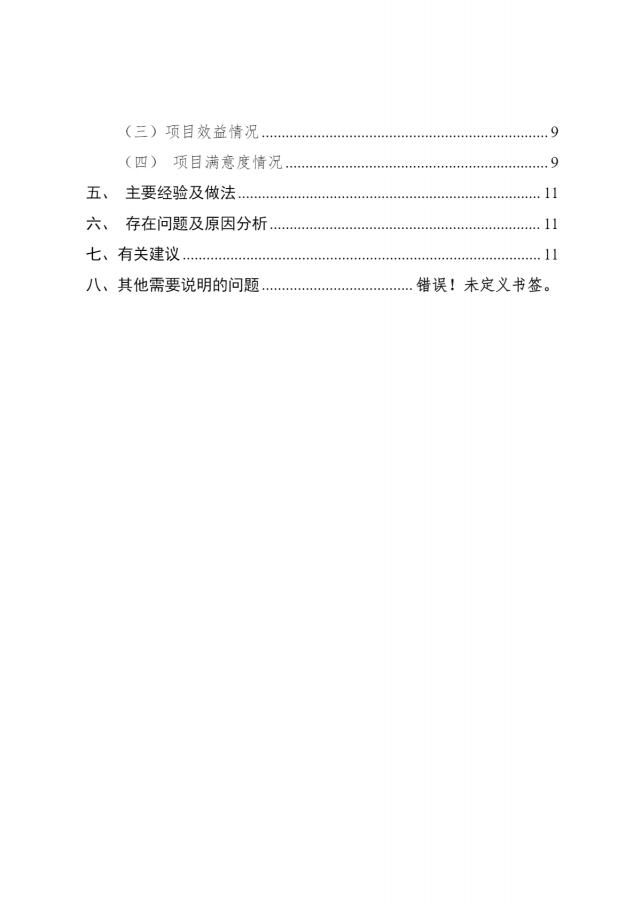 （三）项目效益情况........................................................................ 9
（四） 项目满意度情况.................................................................. 9
五、 主要经验及做法............................................................................ 11
六、 存在问题及原因分析.................................................................... 11
七、有关建议.......................................................................................... 11
八、其他需要说明的问题...................................... 错误！未定义书签。